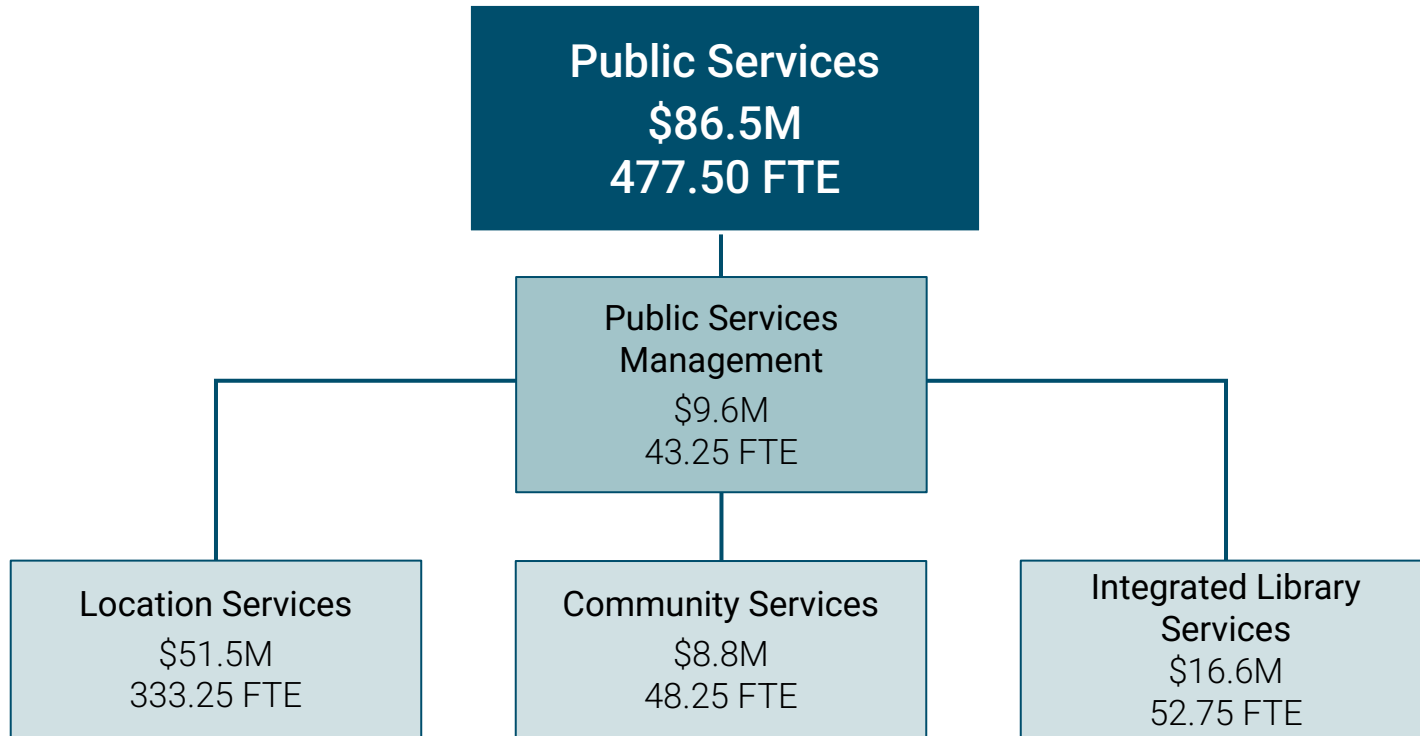 Public Services
$86.5M
477.50 FTE
Public Services
Management
$9.6M
43.25 FTE
Location Services
$51.5M
333.25 FTE
Community Services
$8.8M
48.25 FTE
Integrated Library
Services
$16.6M
52.75 FTE